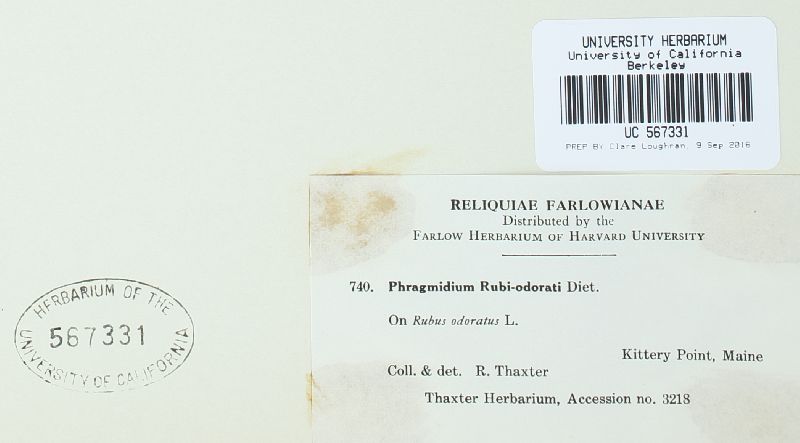 UNIVERSITY HERBARIUM
University of California
Berkeley
UC 567331
PREP BY Clare Loughran, 9 Sep 2016
RELIQUIAE FARLOWIANAE
Distributed by the
FARLOW HERBARIUM OF HARVARD UNIVERSITY
740. Phragmidium Rubi-odorati Diet.
On Rubus odoratus L.
Kittery Point, Maine
Coll. & det. R. Thaxter
Thaxter Herbarium, Accession no. 3218
HERBARIUM OF THE
567331
UNIVERSITY OF CALIFORNIA